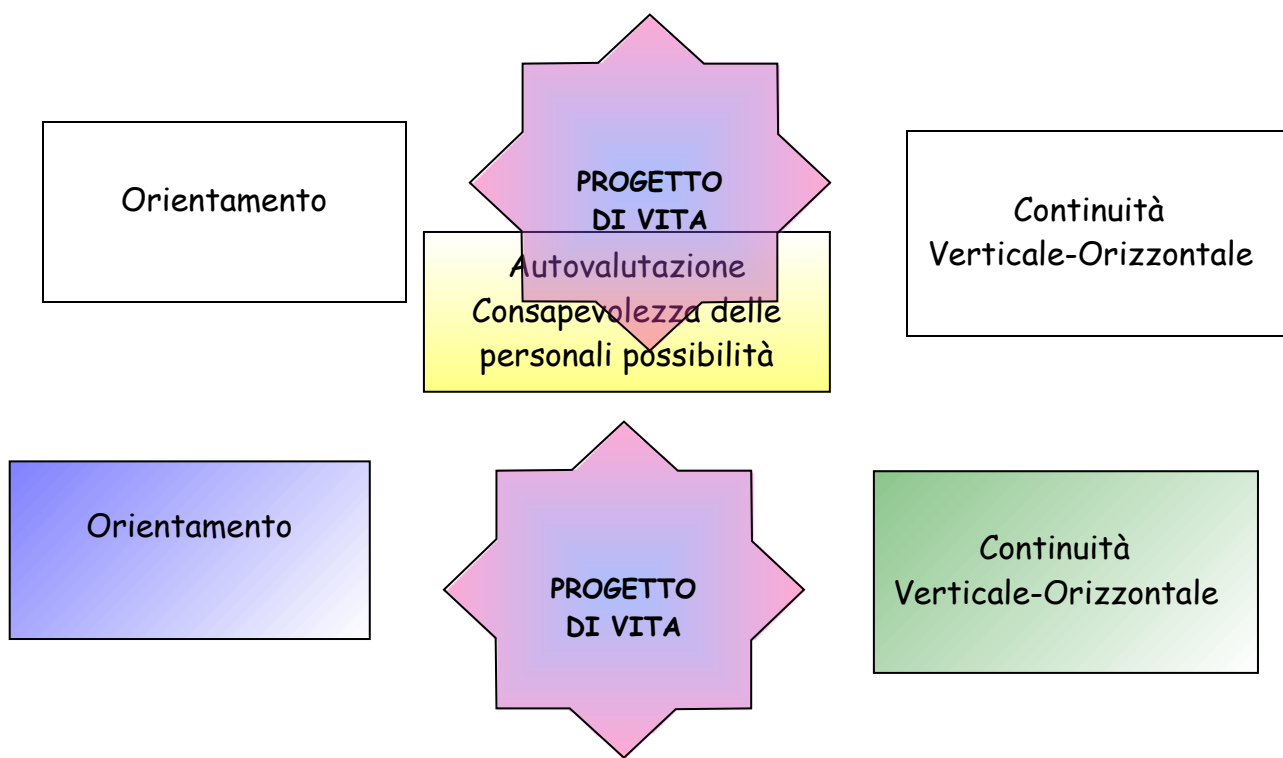 Orientamento
PROGETTO
DI VITA
Continuità
Verticale-Orizzontale
Autovalutazione
Consapevolezza delle
personali possibilità
Orientamento
PROGETTO
DI VITA
Continuità
Verticale-Orizzontale